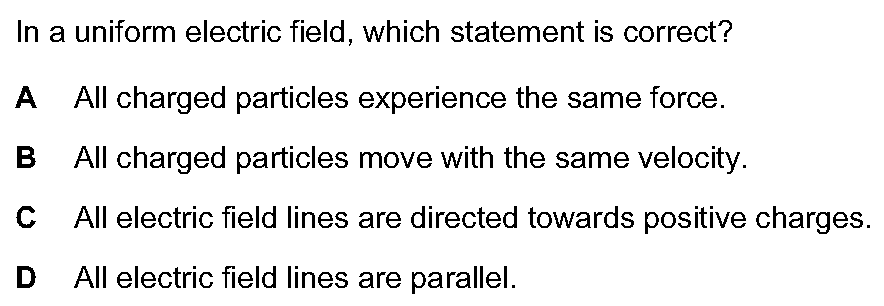 In a uniform electric field, which statement is correct?
A All charged particles experience the same force.
B All charged particles move with the same velocity.
C All electric field lines are directed towards positive charges.
D All electric field lines are parallel.